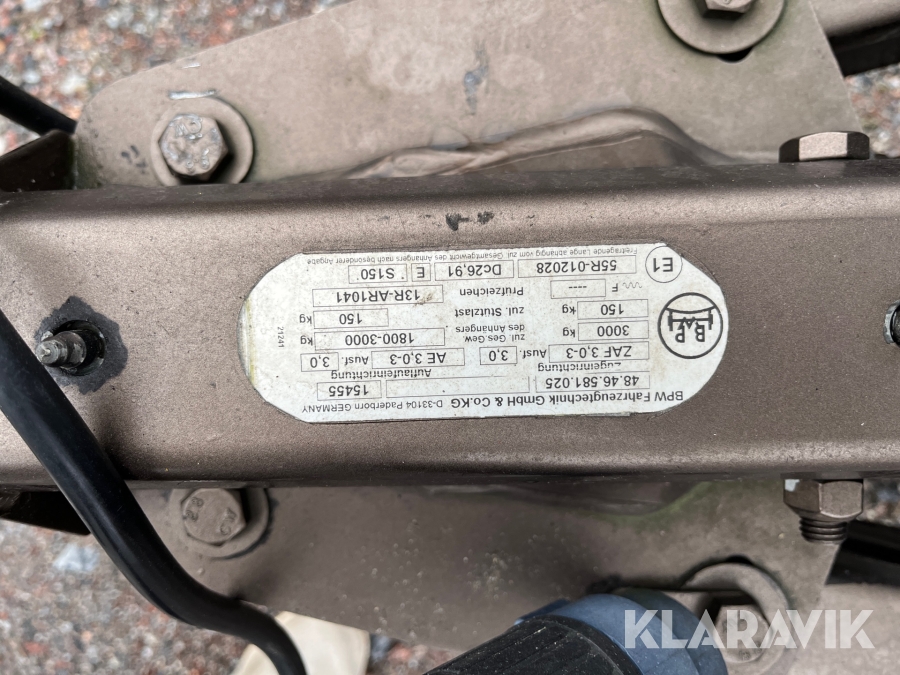 BPW Fahrzeugtechnik GmbH & Co.KG D-33104 Paderborn GERMANY
48.46.581.025 15455
Zugeinrichtung Auflaufeinrichtung
ZAF 3,0-3 Ausf. 3,0 AE 3.0-3 Ausf. 3,0
3000 kg zul. Ges.Gew. des Anhängers 1800-3000 kg
150 kg zul. Stützlast 150 kg
F ---- Prüfzeichen 13R-AR1041
E1 55R-012028 Dc26,91 E S150
Freitragende Länge abhängig vom zul. Gesamtgewicht des Anhängers nach besonderer Angabe
BPW
21241
8.8
KLARAVIK